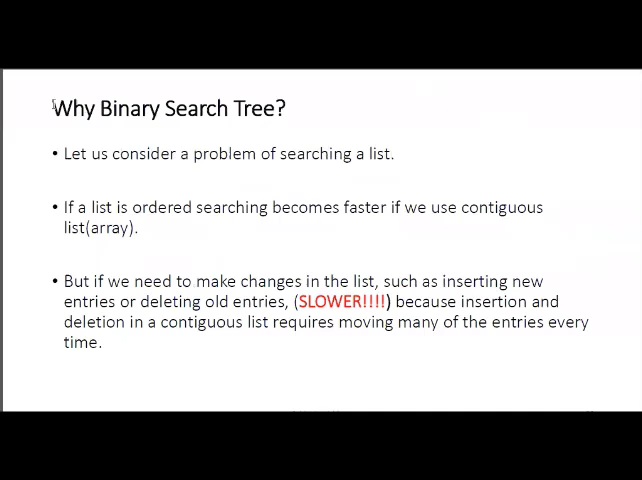 Why Binary Search Tree?
• Let us consider a problem of searching a list.
• If a list is ordered searching becomes faster if we use contiguous
list(array).
• But if we need to make changes in the list, such as inserting new
entries or deleting old entries, (SLOWER!!!!) because insertion and
deletion in a contiguous list requires moving many of the entries every
time.